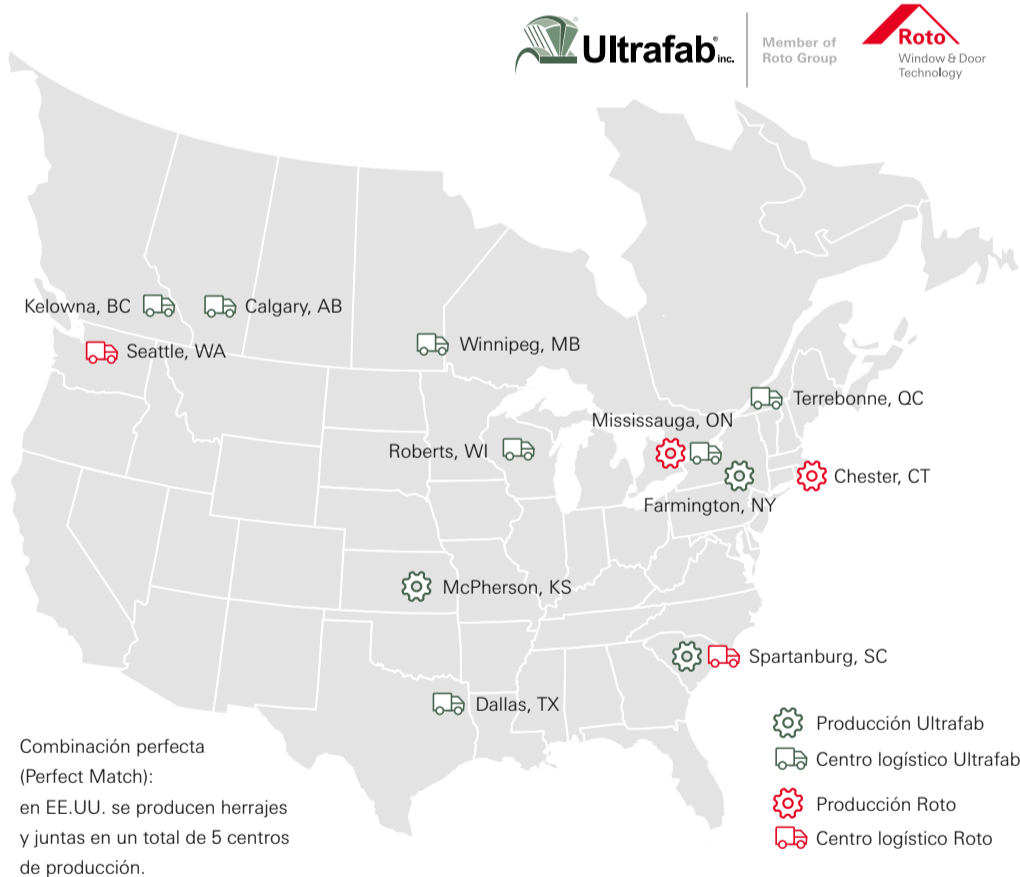 Ultrafab® inc.
Member of
Roto Group
Roto
Window & Door
Technology
Kelowna, BC
Calgary, AB
Seattle, WA
Winnipeg, MB
Terrebonne, QC
Mississauga, ON
Roberts, WI
Chester, CT
Farmington, NY
McPherson, KS
Spartanburg, SC
Dallas, TX
Combinación perfecta
(Perfect Match):
en EE.UU. se producen herrajes
y juntas en un total de 5 centros
de producción.
Producción Ultrafab
Centro logístico Ultrafab
Producción Roto
Centro logístico Roto